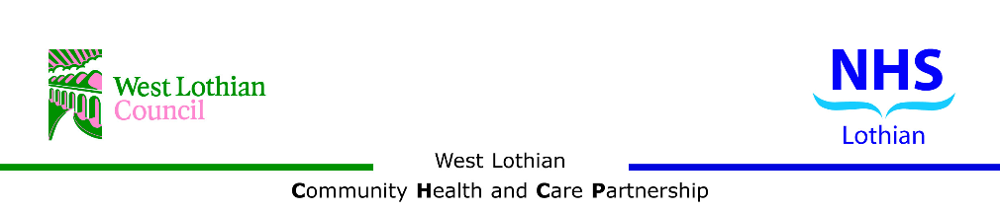 West Lothian
Council
NHS
Lothian
West Lothian
Community Health and Care Partnership